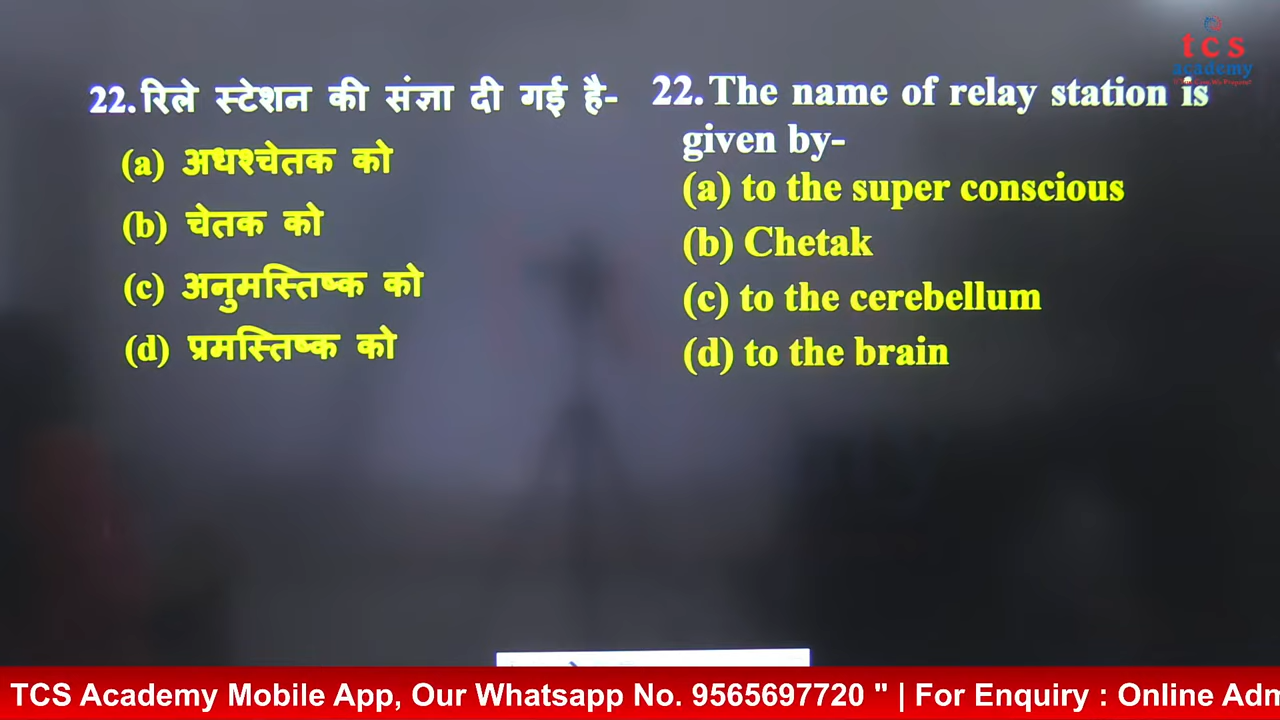 tcs
academy
22.रिले स्टेशन की संज्ञा दी गई है-
(a) अधश्चेतक को
(b) चेतक को
(c) अनुमस्तिष्क को
(d) प्रमस्तिष्क को
22.The name of relay station is
given by-
(a) to the super conscious
(b) Chetak
(c) to the cerebellum
(d) to the brain
TCS Academy Mobile App, Our Whatsapp No. 9565697720 " | For Enquiry : Online Adn